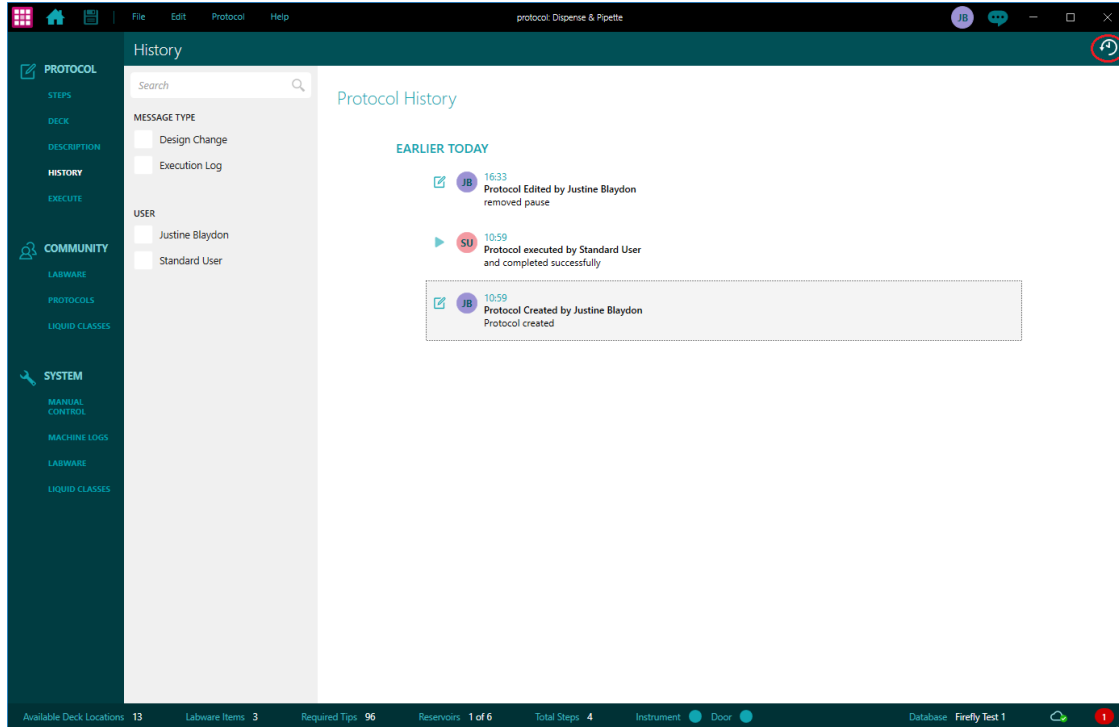 File Edit Protocol Help
protocol: Dispense & Pipette
JB
History
PROTOCOL
STEPS
DECK
DESCRIPTION
HISTORY
EXECUTE
COMMUNITY
LABWARE
PROTOCOLS
LIQUID CLASSES
SYSTEM
MANUAL
CONTROL
MACHINE LOGS
LABWARE
LIQUID CLASSES
Search
MESSAGE TYPE
Design Change
Execution Log
USER
Justine Blaydon
Standard User
Protocol History
EARLIER TODAY
JB
16:33
Protocol Edited by Justine Blaydon
removed pause
SU
10:59
Protocol executed by Standard User
and completed successfully
JB
10:59
Protocol Created by Justine Blaydon
Protocol created
Available Deck Locations 13 Labware Items 3 Required Tips 96 Reservoirs 1 of 6 Total Steps 4 Instrument Door Database Firefly Test 1 1